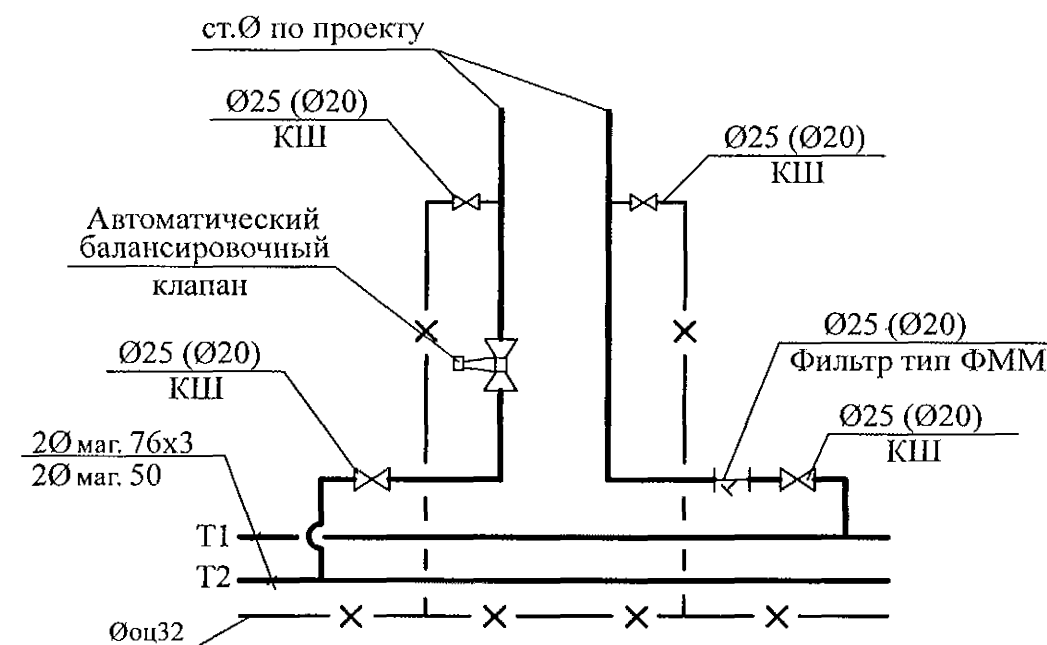 ст.Ø по проекту
Ø25 (Ø20)
КШ
Ø25 (Ø20)
КШ
Автоматический
балансировочный
клапан
Ø25 (Ø20)
Фильтр тип ФММ
Ø25 (Ø20)
КШ
Ø25 (Ø20)
КШ
2Ø маг. 76х3
2Ø маг. 50
Т1
Т2
Øоц32